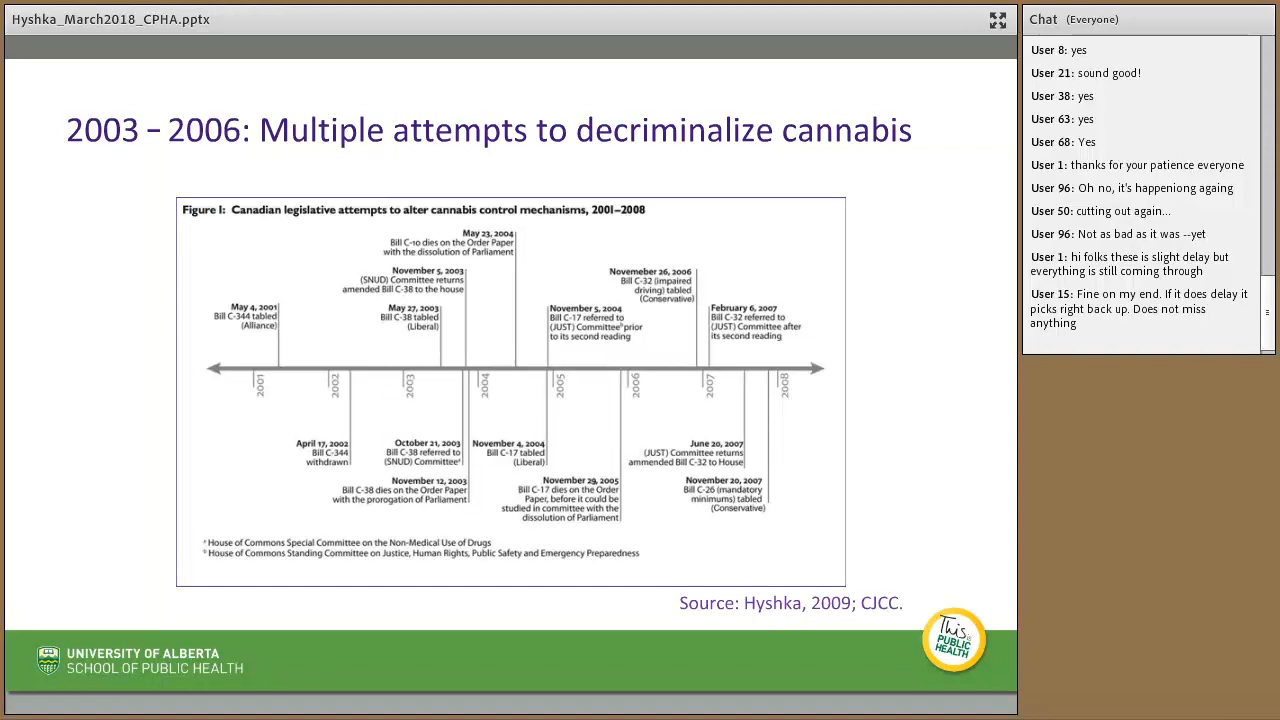 Hyshka_March2018_CPHA.pptx
2003 – 2006: Multiple attempts to decriminalize cannabis
Figure I: Canadian legislative attempts to alter cannabis control mechanisms, 2001–2008
May 23, 2004
Bill C-10 dies on the Order Paper
with the dissolution of Parliament
November 5, 2003
(SNUD) Committee returns
amended Bill C-38 to the house
Novemeber 26, 2006
Bill C-32 (impaired
driving) tabled
(Conservative)
May 4, 2001
Bill C-344 tabled
(Alliance)
May 27, 2003
Bill C-38 tabled
(Liberal)
November 5, 2004
Bill C-17 referred to
(JUST) Committeeᵇ prior
to its second reading
February 6, 2007
Bill C-32 referred to
(JUST) Committee after
its second reading
2001
2002
2003
2004
2005
2006
2007
2008
April 17, 2002
Bill C-344
withdrawn
October 21, 2003
Bill C-38 referred to
(SNUD) Committeeᵃ
November 4, 2004
Bill C-17 tabled
(Liberal)
June 20, 2007
(JUST) Committee returns
ammended Bill C-32 to House
November 12, 2003
Bill C-38 dies on the Order Paper
with the prorogation of Parliament
November 29, 2005
Bill C-17 dies on the Order
Paper, before it could be
studied in committee with the
dissolution of Parliament
November 20, 2007
Bill C-26 (mandatory
minimums) tabled
(Conservative)
ᵃ House of Commons Special Committee on the Non-Medical Use of Drugs
ᵇ House of Commons Standing Committee on Justice, Human Rights, Public Safety and Emergency Preparedness
Source: Hyshka, 2009; CJCC.
UNIVERSITY OF ALBERTA
SCHOOL OF PUBLIC HEALTH
This is
PUBLIC
HEALTH
Chat (Everyone)
User 8: yes
User 21: sound good!
User 38: yes
User 63: yes
User 68: Yes
User 1: thanks for your patience everyone
User 96: Oh no, it's happeniong againg
User 50: cutting out again...
User 96: Not as bad as it was --yet
User 1: hi folks these is slight delay but
everything is still coming through
User 15: Fine on my end. If it does delay it
picks right back up. Does not miss
anything